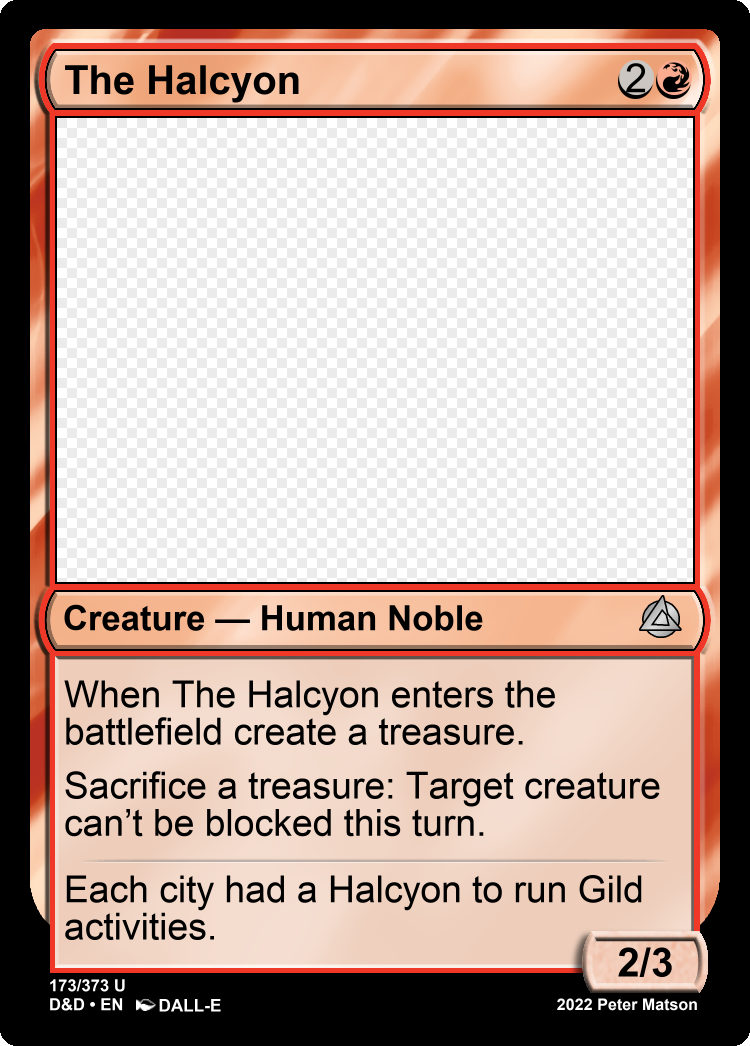 The Halcyon 2
Creature — Human Noble
When The Halcyon enters the
battlefield create a treasure.
Sacrifice a treasure: Target creature
can’t be blocked this turn.
Each city had a Halcyon to run Gild
activities.
2/3
173/373 U
D&D • EN DALL-E
2022 Peter Matson